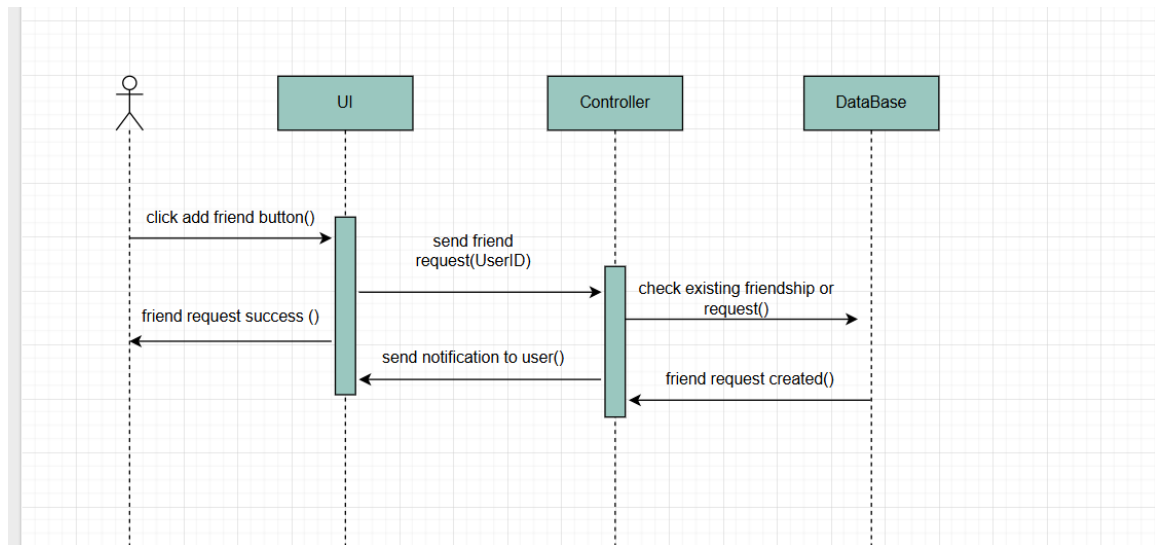 UI
Controller
DataBase
click add friend button()
send friend
request(UserID)
check existing friendship or
request()
friend request success ()
send notification to user()
friend request created()